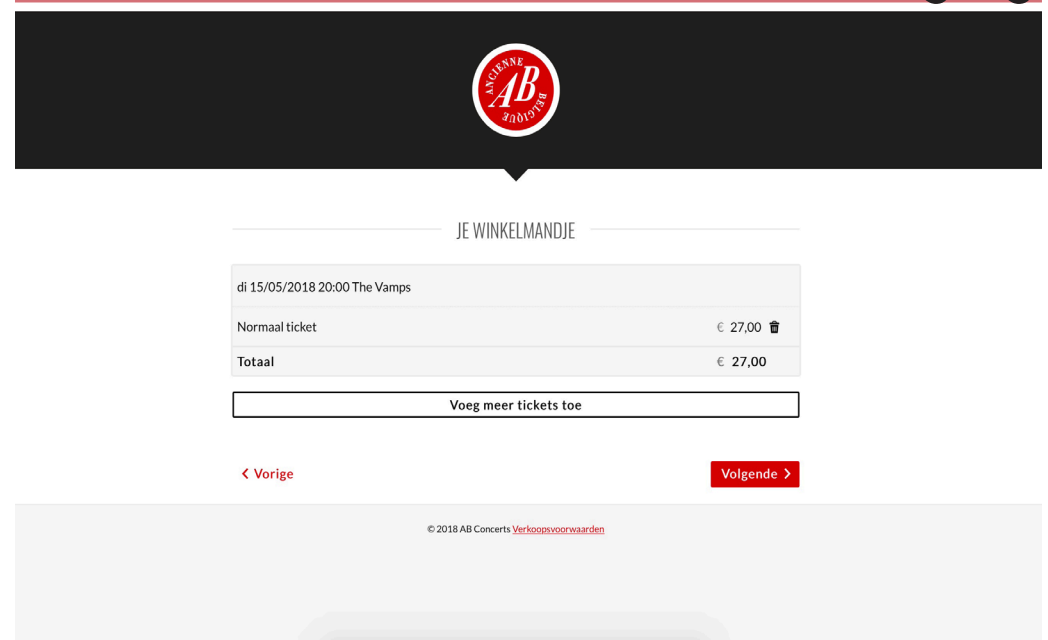 ANCIENNE
AB
BELGIQUE
JE WINKELMANDJE
di 15/05/2018 20:00 The Vamps
Normaal ticket € 27,00
Totaal € 27,00
Voeg meer tickets toe
Vorige
Volgende
© 2018 AB Concerts Verkoopsvoorwaarden